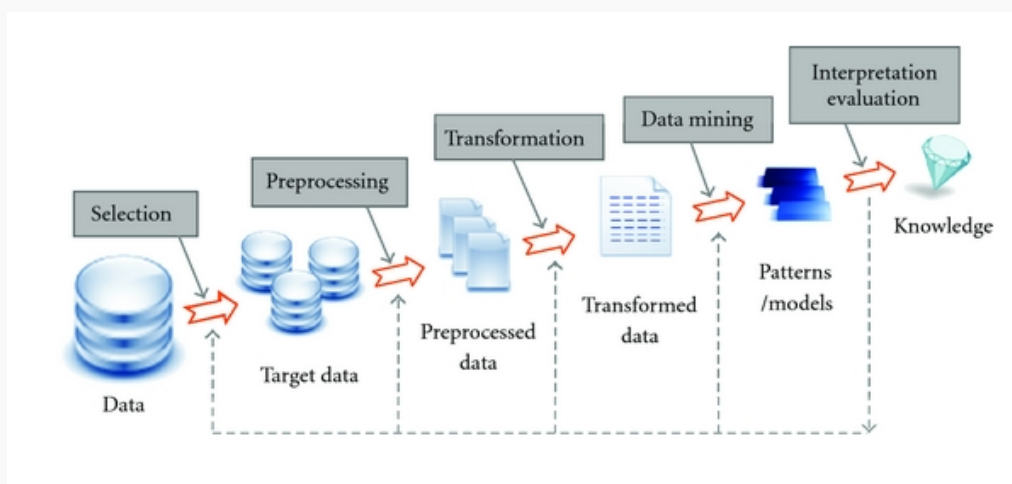 Selection
Data
Preprocessing
Target data
Transformation
Preprocessed
data
Data mining
Transformed
data
Interpretation
evaluation
Patterns
/models
Knowledge